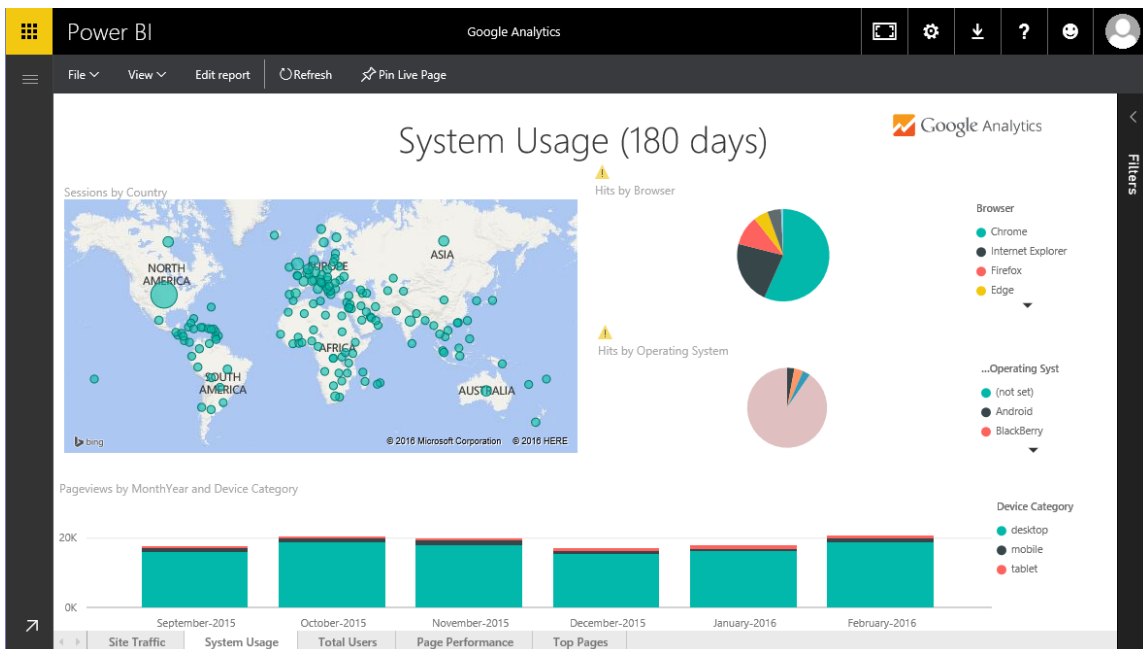 Power BI
Google Analytics
?
File
View
Edit report
Refresh
Pin Live Page
System Usage (180 days)
Google Analytics
Filters
Sessions by Country
NORTH
AMERICA
EUROPE
ASIA
AFRICA
SOUTH
AMERICA
AUSTRALIA
bing
© 2016 Microsoft Corporation © 2016 HERE
Hits by Browser
Browser
Chrome
Internet Explorer
Firefox
Edge
Hits by Operating System
...Operating Syst
(not set)
Android
BlackBerry
Pageviews by MonthYear and Device Category
20K
0K
September-2015
October-2015
November-2015
December-2015
January-2016
February-2016
Device Category
desktop
mobile
tablet
Site Traffic
System Usage
Total Users
Page Performance
Top Pages